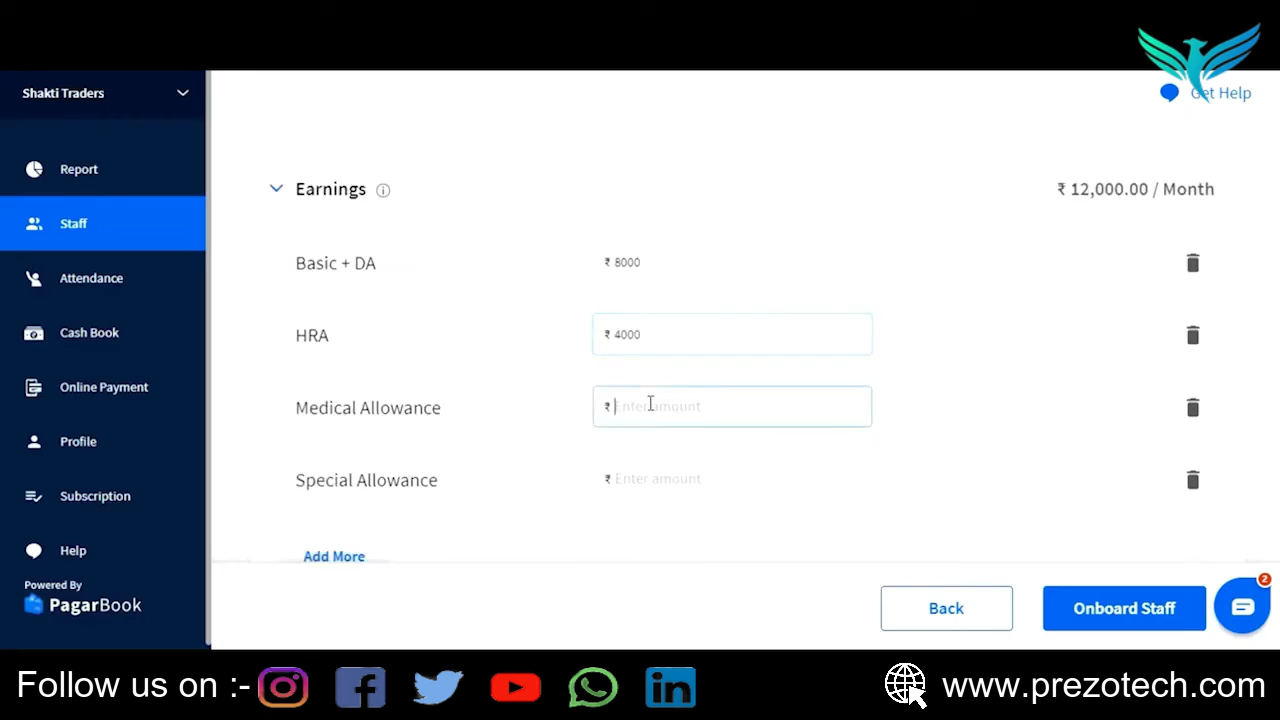 Shakti Traders
Get Help
Report
Staff
Attendance
Cash Book
Online Payment
Profile
Subscription
Help
Powered By
PagarBook
Earnings
₹ 12,000.00 / Month
Basic + DA
₹ 8000
HRA
₹ 4000
Medical Allowance
₹ Enter amount
Special Allowance
₹ Enter amount
Add More
Back
Onboard Staff
2
Follow us on :-
www.prezotech.com